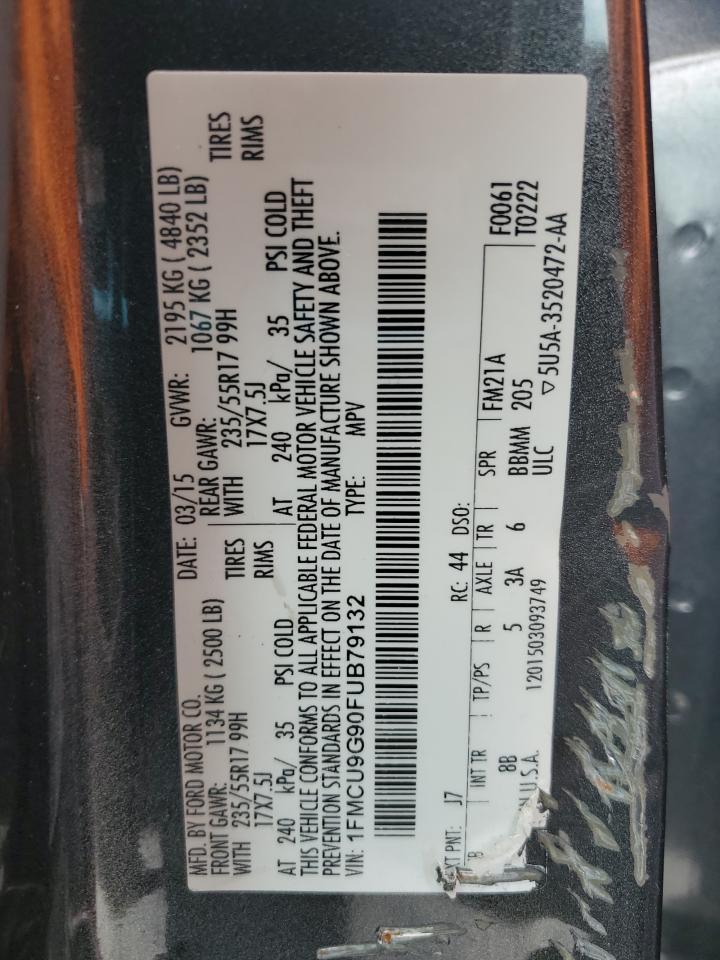 MFD. BY FORD MOTOR CO. DATE: 03/15 GVWR: 2195 KG ( 4840 LB)
FRONT GAWR: 1134 KG ( 2500 LB) REAR GAWR: 1067 KG ( 2352 LB)
WITH 235/55R17 99H TIRES WITH 235/55R17 99H TIRES
17X7.5J RIMS 17X7.5J RIMS
AT 240 kPa/ 35 PSI COLD AT 240 kPa/ 35 PSI COLD
THIS VEHICLE CONFORMS TO ALL APPLICABLE FEDERAL MOTOR VEHICLE SAFETY AND THEFT
PREVENTION STANDARDS IN EFFECT ON THE DATE OF MANUFACTURE SHOWN ABOVE.
VIN: 1FMCU9G90FUB79132 TYPE: MPV
EXT PNT: J7 RC: 44 DSO: FM21A F0061
INT TR TP/PS R AXLE TR SPR T0222
B 8B 5 3A 6 BBMM 205
U.S.A. 1201503093749 ULC ▽5U5A-3520472-AA